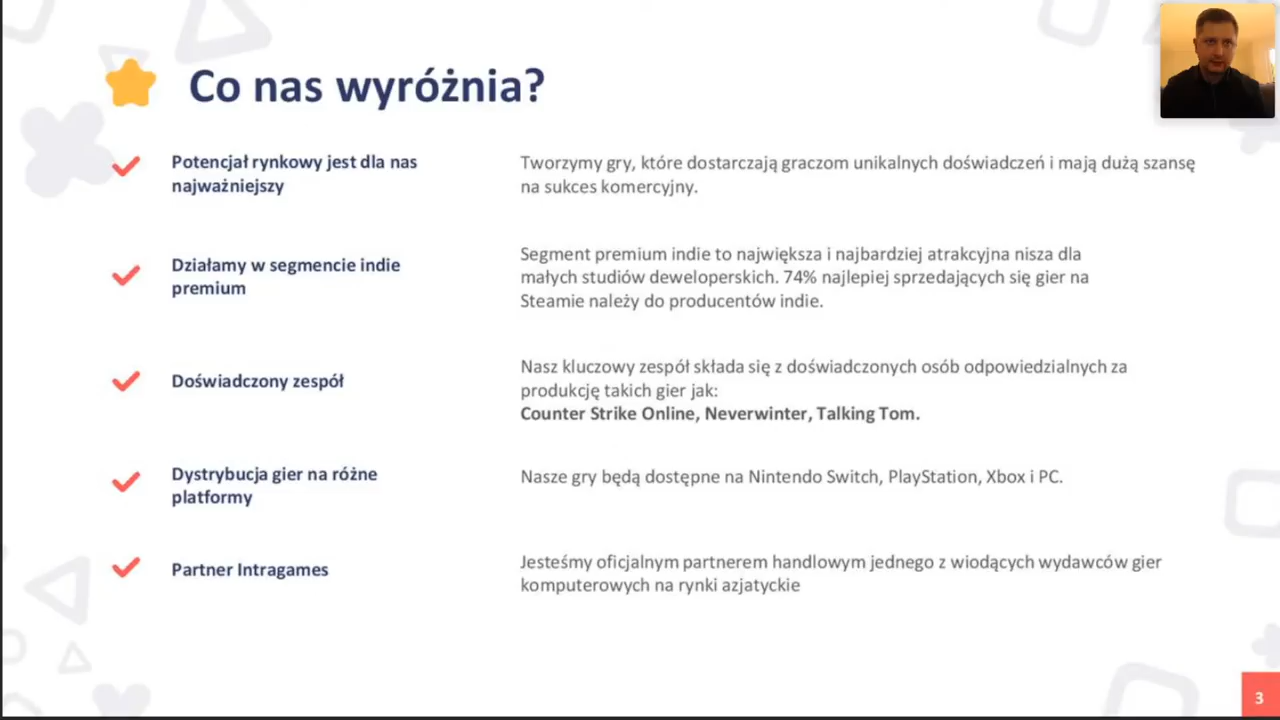 Co nas wyróżnia?
Potencjał rynkowy jest dla nas
najważniejszy
Tworzymy gry, które dostarczają graczom unikalnych doświadczeń i mają dużą szansę
na sukces komercyjny.
Działamy w segmencie indie
premium
Segment premium indie to największa i najbardziej atrakcyjna nisza dla
małych studiów deweloperskich. 74% najlepiej sprzedających się gier na
Steamie należy do producentów indie.
Doświadczony zespół
Nasz kluczowy zespół składa się z doświadczonych osób odpowiedzialnych za
produkcję takich gier jak:
Counter Strike Online, Neverwinter, Talking Tom.
Dystrybucja gier na różne
platformy
Nasze gry będą dostępne na Nintendo Switch, PlayStation, Xbox i PC.
Partner Intragames
Jesteśmy oficjalnym partnerem handlowym jednego z wiodących wydawców gier
komputerowych na rynki azjatyckie
3